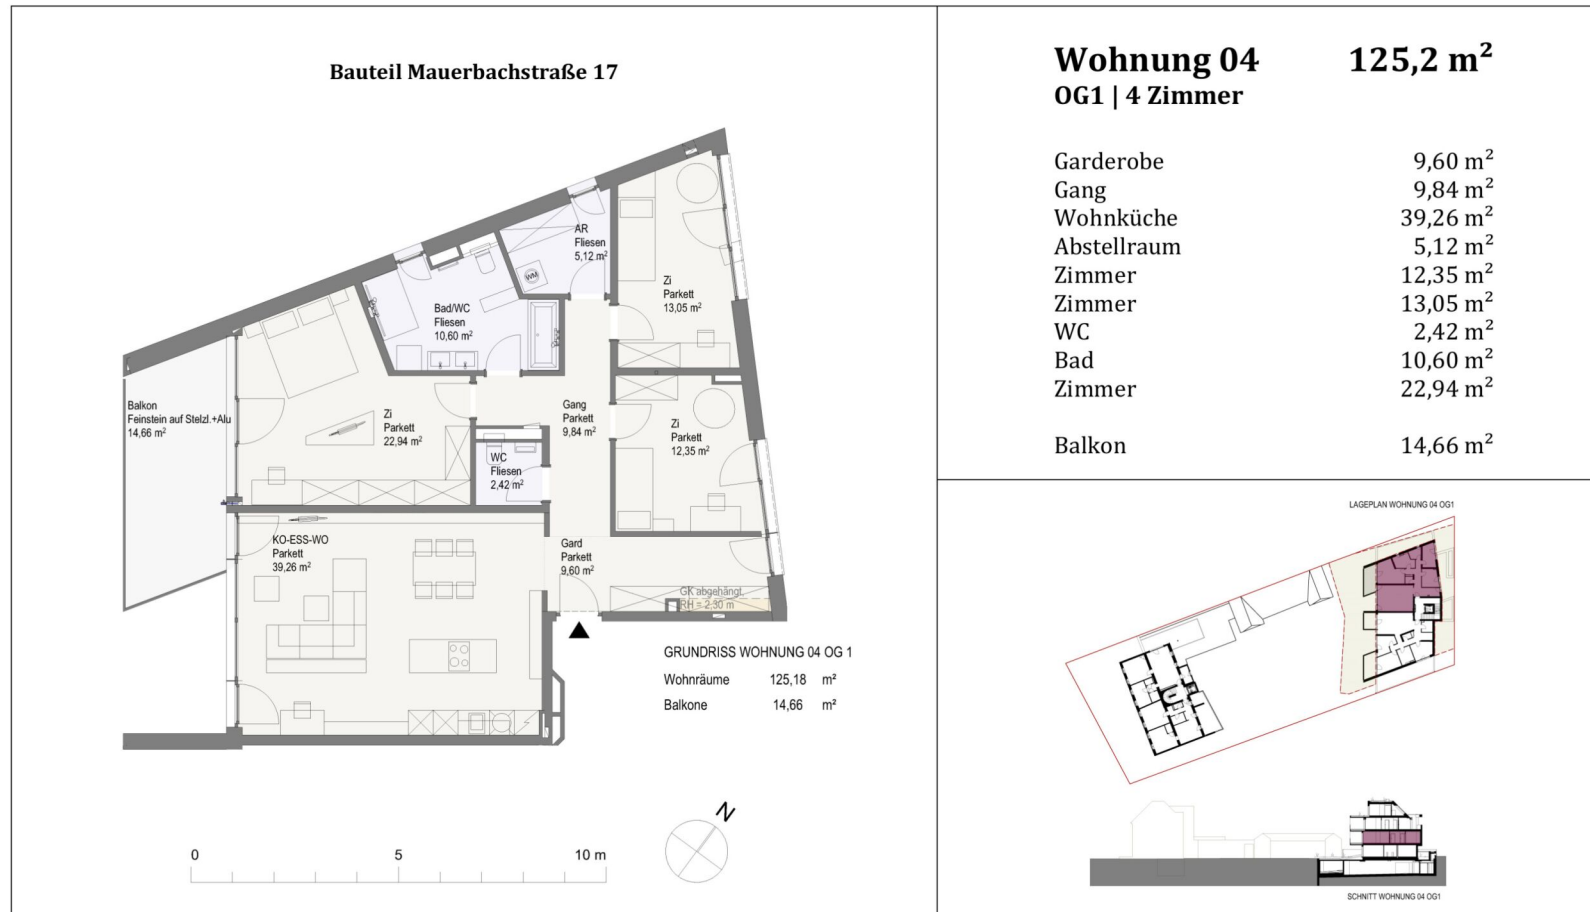 Bauteil Mauerbachstraße 17
AR
Fliesen
5,12 m²
WM
Zi
Parkett
13,05 m²
Bad/WC
Fliesen
10,60 m²
Balkon
Feinstein auf Stelzl.+Alu
14,66 m²
Zi
Parkett
22,94 m²
Gang
Parkett
9,84 m²
Zi
Parkett
12,35 m²
WC
Fliesen
2,42 m²
KO-ESS-WO
Parkett
39,26 m²
Gard
Parkett
9,60 m²
GK abgehängt,
RH = 2,30 m
GRUNDRISS WOHNUNG 04 OG 1
Wohnräume 125,18 m²
Balkone 14,66 m²
N
0 5 10 m
Wohnung 04 125,2 m²
OG1 | 4 Zimmer
Garderobe 9,60 m²
Gang 9,84 m²
Wohnküche 39,26 m²
Abstellraum 5,12 m²
Zimmer 12,35 m²
Zimmer 13,05 m²
WC 2,42 m²
Bad 10,60 m²
Zimmer 22,94 m²
Balkon 14,66 m²
LAGEPLAN WOHNUNG 04 OG1
SCHNITT WOHNUNG 04 OG1